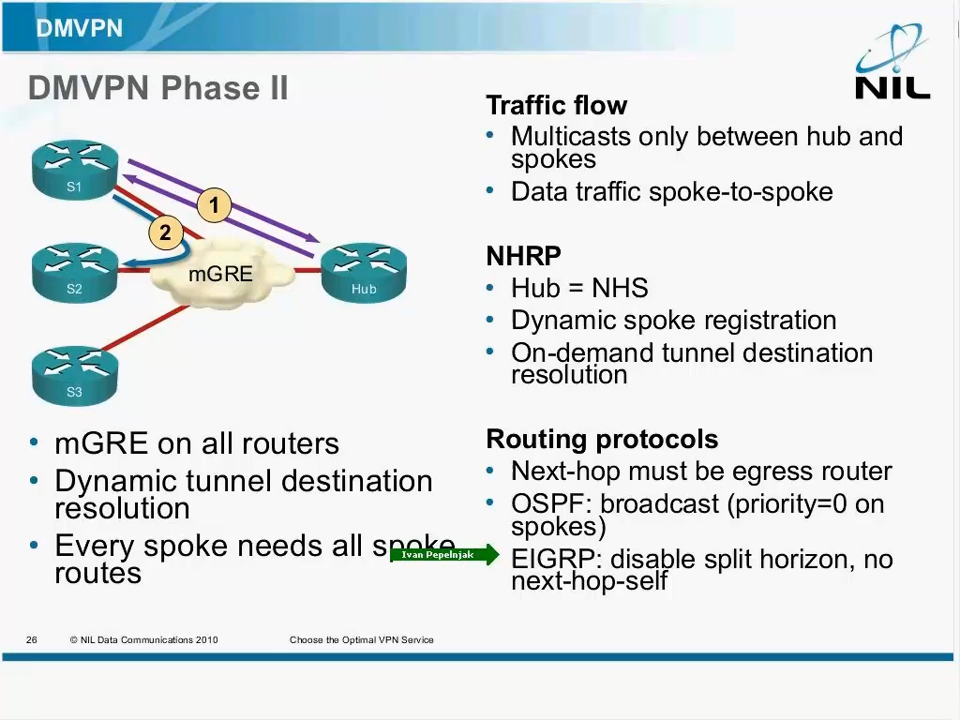 DMVPN
NIL
DMVPN Phase II
S1
1
2
S2
mGRE
Hub
S3
• mGRE on all routers
• Dynamic tunnel destination
resolution
• Every spoke needs all spoke
routes
Traffic flow
• Multicasts only between hub and
spokes
• Data traffic spoke-to-spoke
NHRP
• Hub = NHS
• Dynamic spoke registration
• On-demand tunnel destination
resolution
Routing protocols
• Next-hop must be egress router
• OSPF: broadcast (priority=0 on
spokes)
Ivan Pepelnjak
• EIGRP: disable split horizon, no
next-hop-self
26 © NIL Data Communications 2010 Choose the Optimal VPN Service